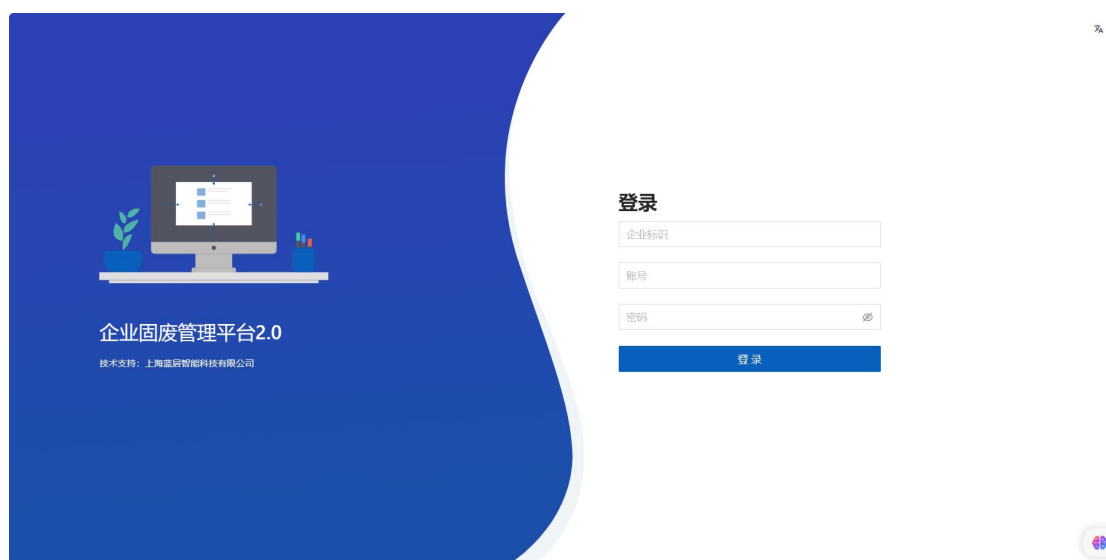 企业固废管理平台2.0
技术支持：上海蓝居智能科技有限公司
登录
企业标识
账号
密码
登 录